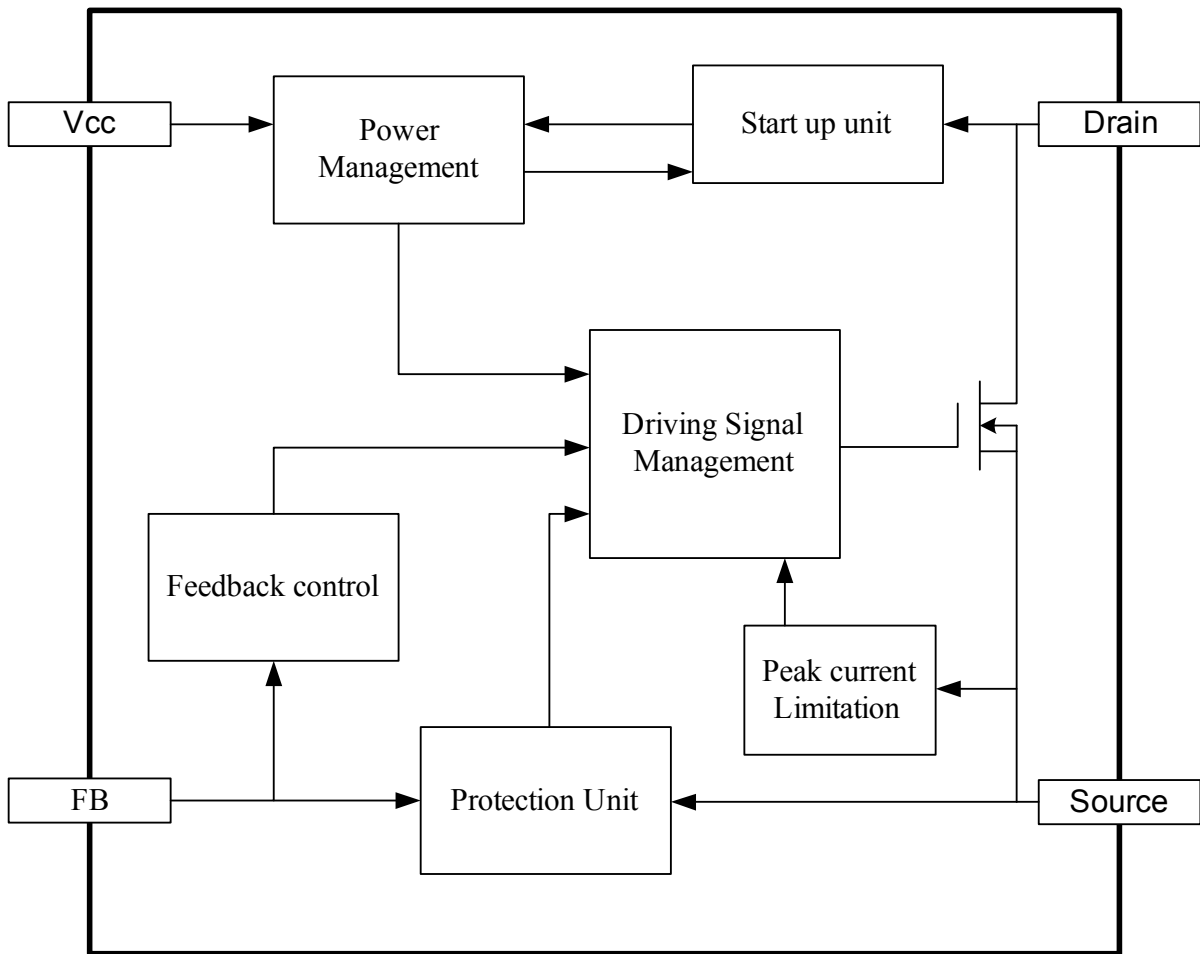 Vcc
Power
Management
Start up unit
Drain
Driving Signal
Management
Feedback control
Peak current
Limitation
FB
Protection Unit
Source